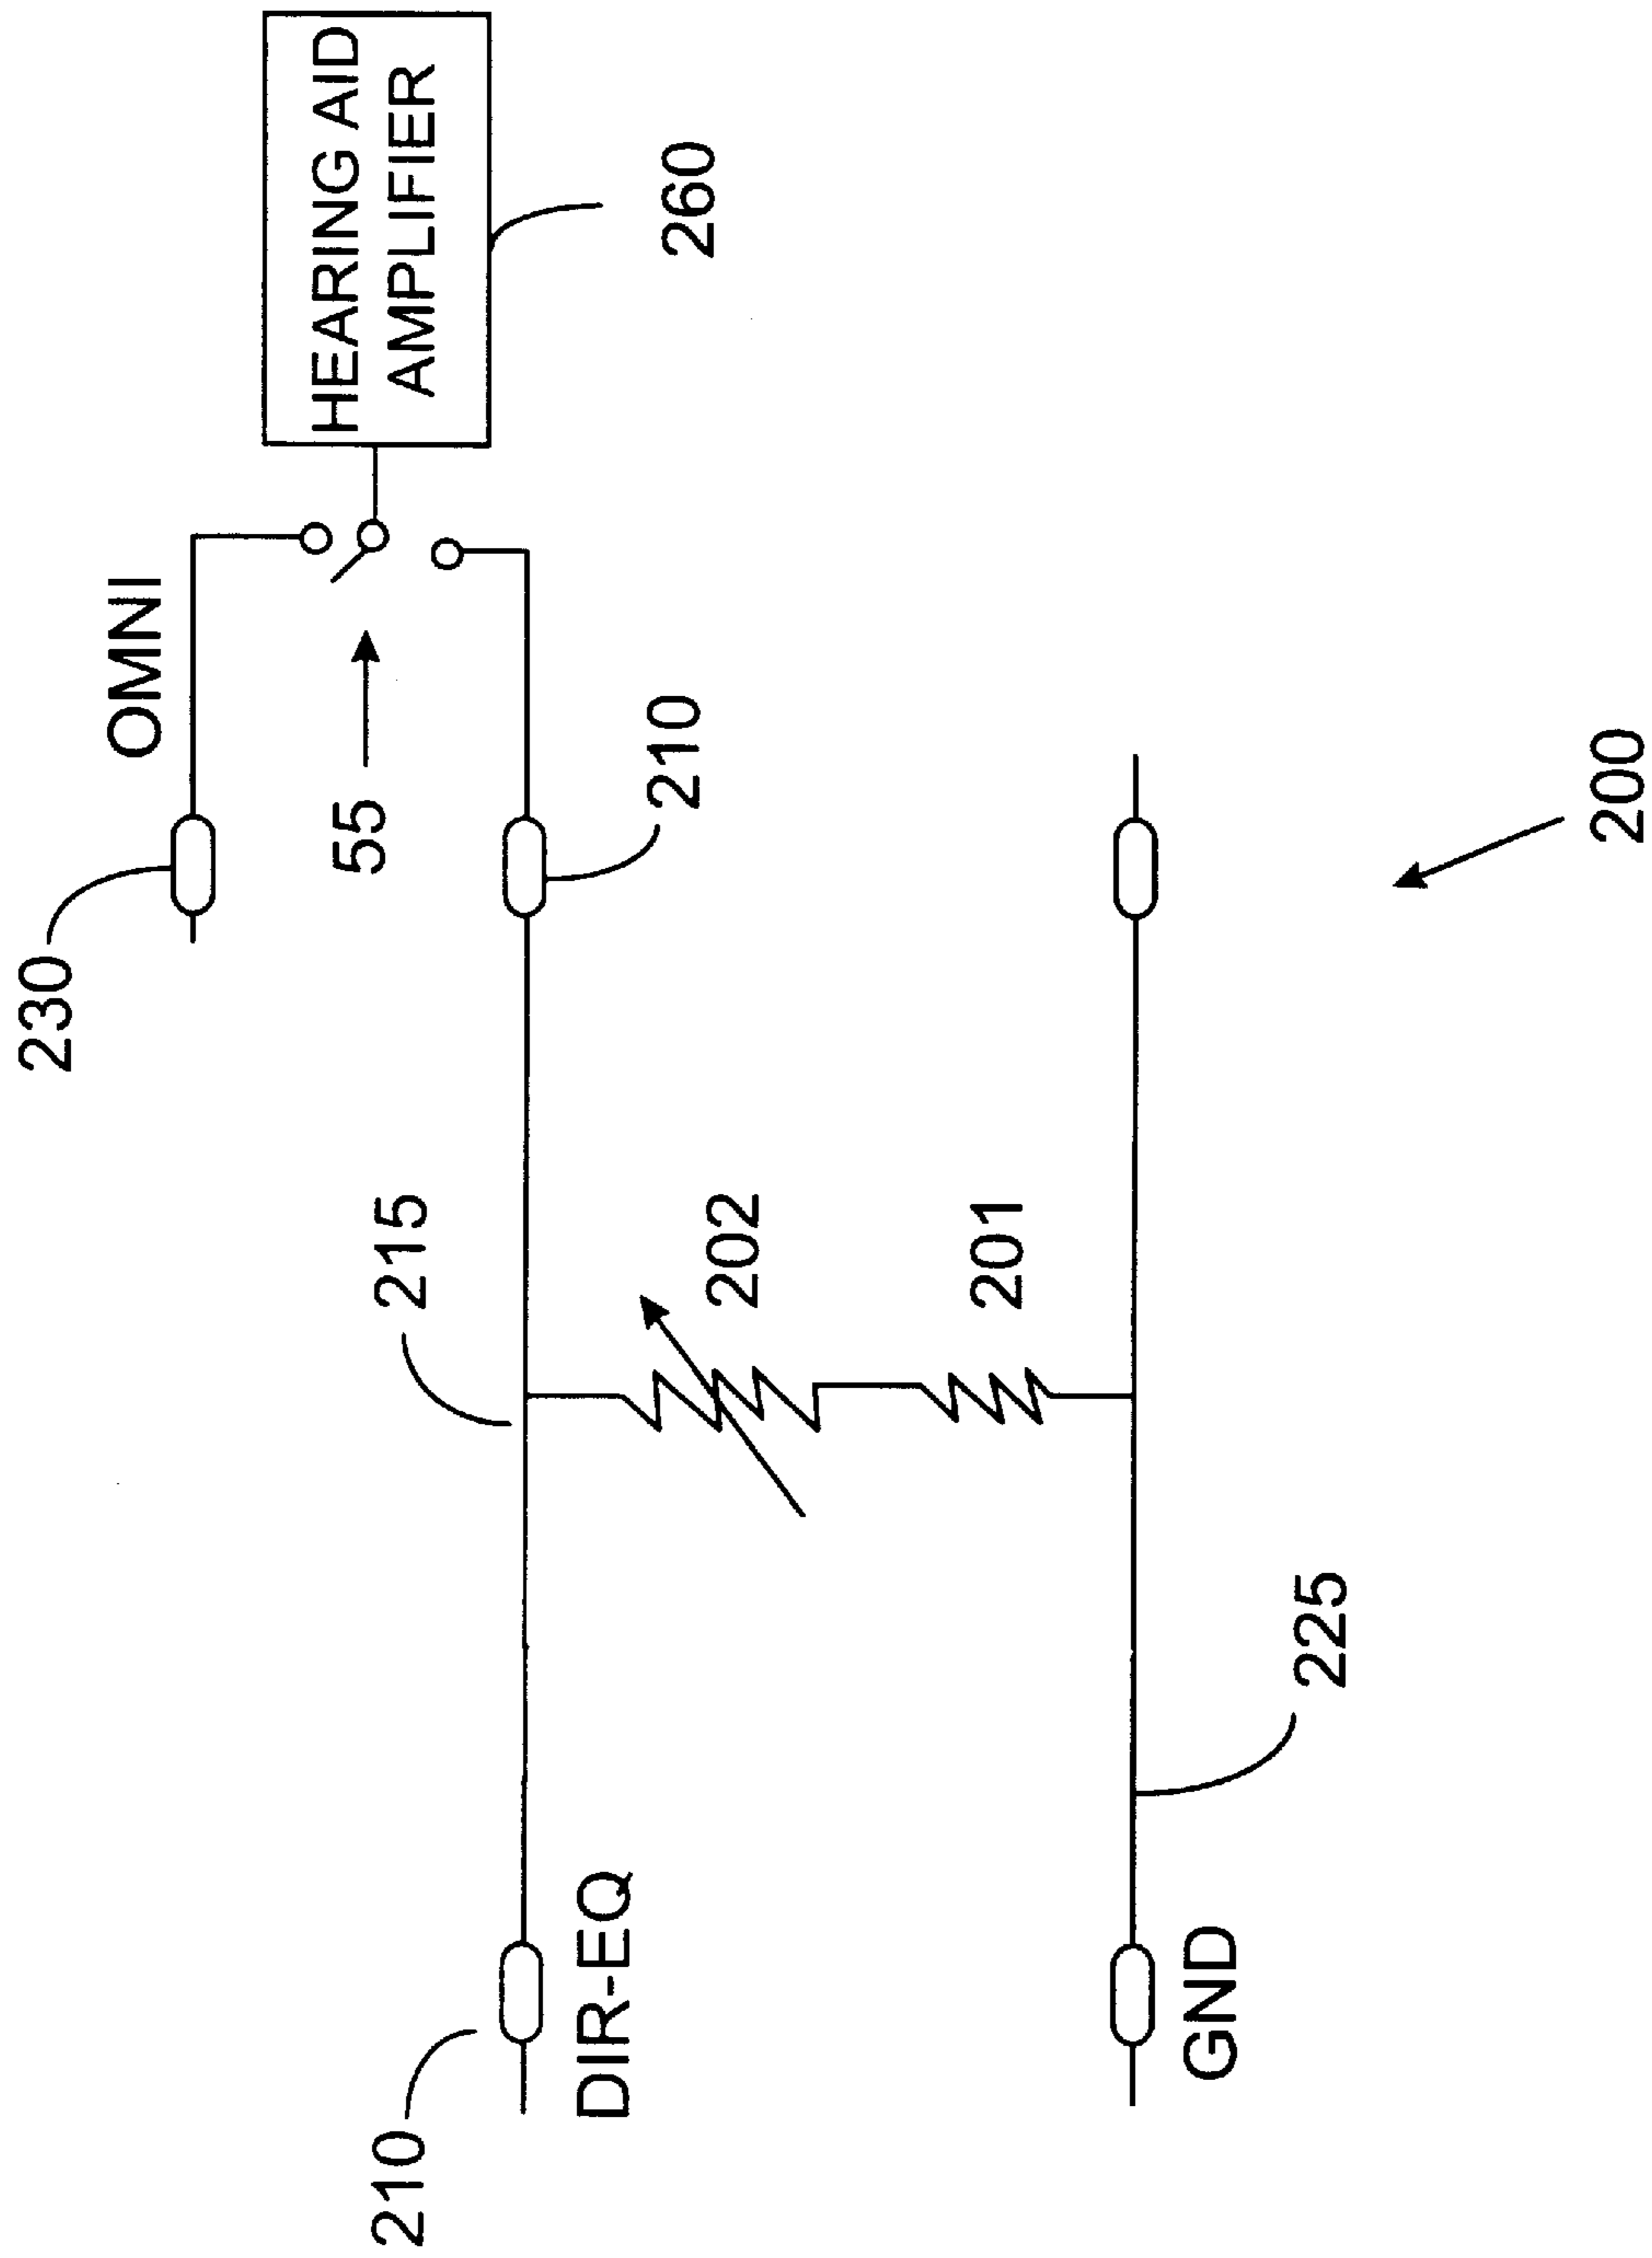 230
OMNI
HEARING AID
AMPLIFIER
55
260
210
215
210
DIR-EQ
202
201
GND
225
200